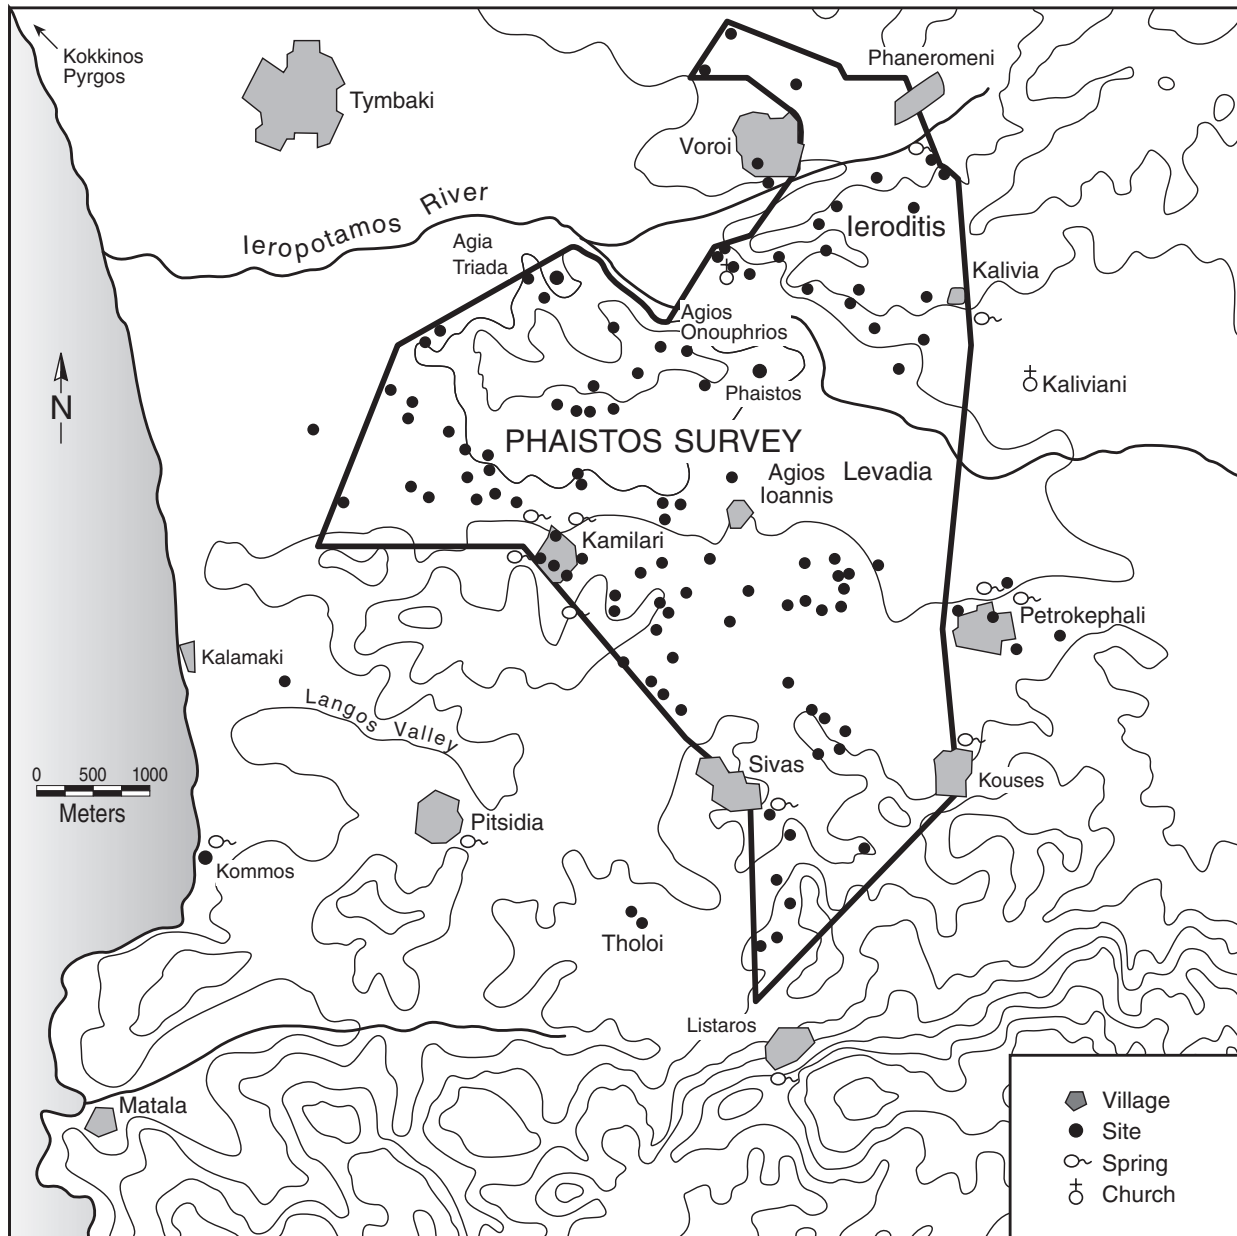 Kokkinos
Pyrgos
Tymbaki
Phaneromeni
Voroi
Ieropotamos River
Ieroditis
Agia
Triada
Kalivia
Agios
Onouphrios
Phaistos
Kaliviani
N
PHAISTOS SURVEY
Agios
Ioannis
Levadia
Kamilari
Petrokephali
Kalamaki
Langos Valley
Sivas
Kouses
0 500 1000
Meters
Pitsidia
Kommos
Tholoi
Listaros
Matala
Village
Site
Spring
Church